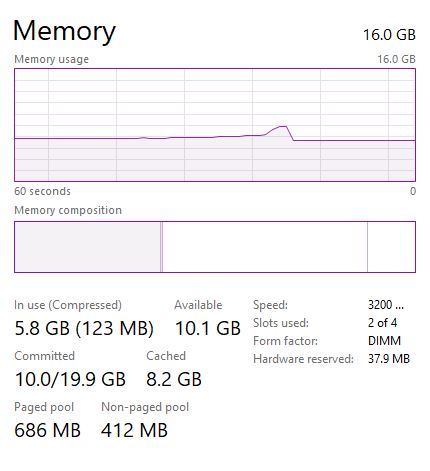 Memory 16.0 GB
Memory usage 16.0 GB
60 seconds 0
Memory composition
In use (Compressed) Available
5.8 GB (123 MB) 10.1 GB
Committed Cached
10.0/19.9 GB 8.2 GB
Paged pool Non-paged pool
686 MB 412 MB
Speed: 3200 ...
Slots used: 2 of 4
Form factor: DIMM
Hardware reserved: 37.9 MB